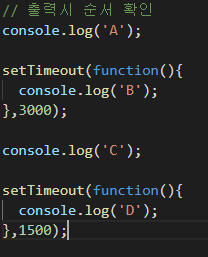 // 출력시 순서 확인
console.log('A');
setTimeout(function(){
  console.log('B');
},3000);
console.log('C');
setTimeout(function(){
  console.log('D');
},1500);